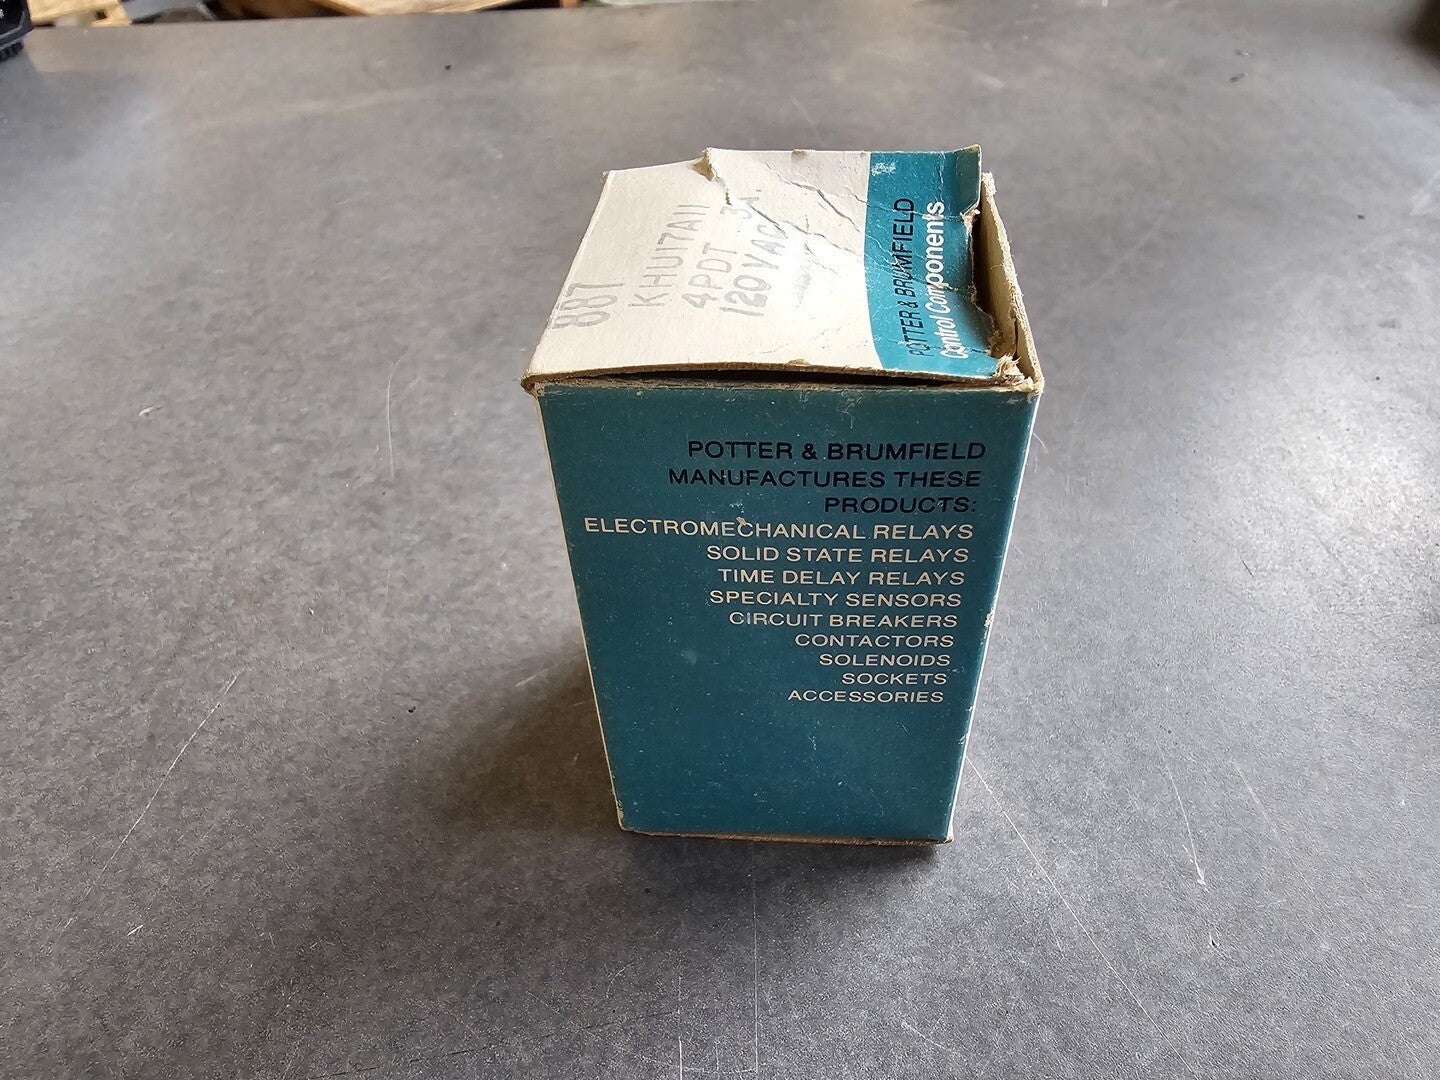 887
KHU17A11
4PDT 3A.
120VAC
POTTER & BRUMFIELD
Control Components
POTTER & BRUMFIELD
MANUFACTURES THESE
PRODUCTS:
ELECTROMECHANICAL RELAYS
SOLID STATE RELAYS
TIME DELAY RELAYS
SPECIALTY SENSORS
CIRCUIT BREAKERS
CONTACTORS
SOLENOIDS
SOCKETS
ACCESSORIES